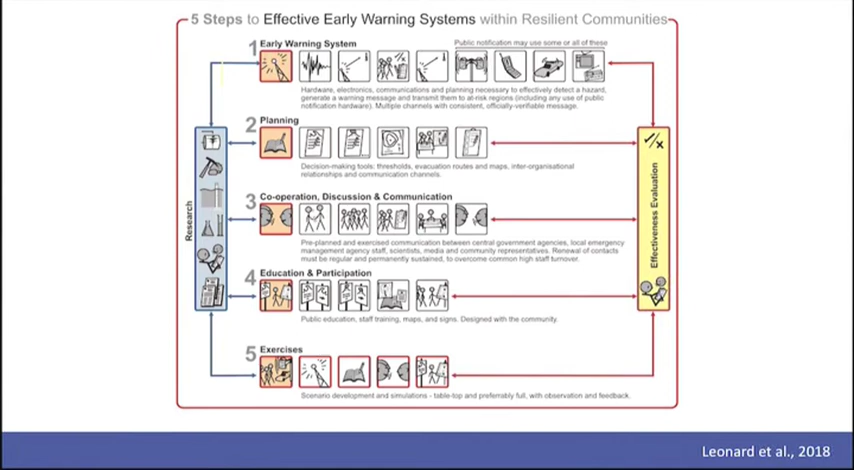 5 Steps to Effective Early Warning Systems within Resilient Communities
1 Early Warning System
Public notification may use some or all of these
Hardware, electronics, communications and planning necessary to effectively detect a hazard,
generate a warning message and transmit them to at-risk regions (including any use of public
notification hardware). Multiple channels with consistent, officially-verifiable message.
2 Planning
Decision-making tools: thresholds, evacuation routes and maps, inter-organisational
relationships and communication channels.
3 Co-operation, Discussion & Communication
Pre-planned and exercised communication between central government agencies, local emergency
management agency staff, scientists, media and community representatives. Renewal of contacts
must be regular and permanently sustained, to overcome common high staff turnover.
4 Education & Participation
Public education, staff training, maps, and signs. Designed with the community.
5 Exercises
Scenario development and simulations - table-top and preferably full, with observation and feedback.
Research
Effectiveness Evaluation
Leonard et al., 2018